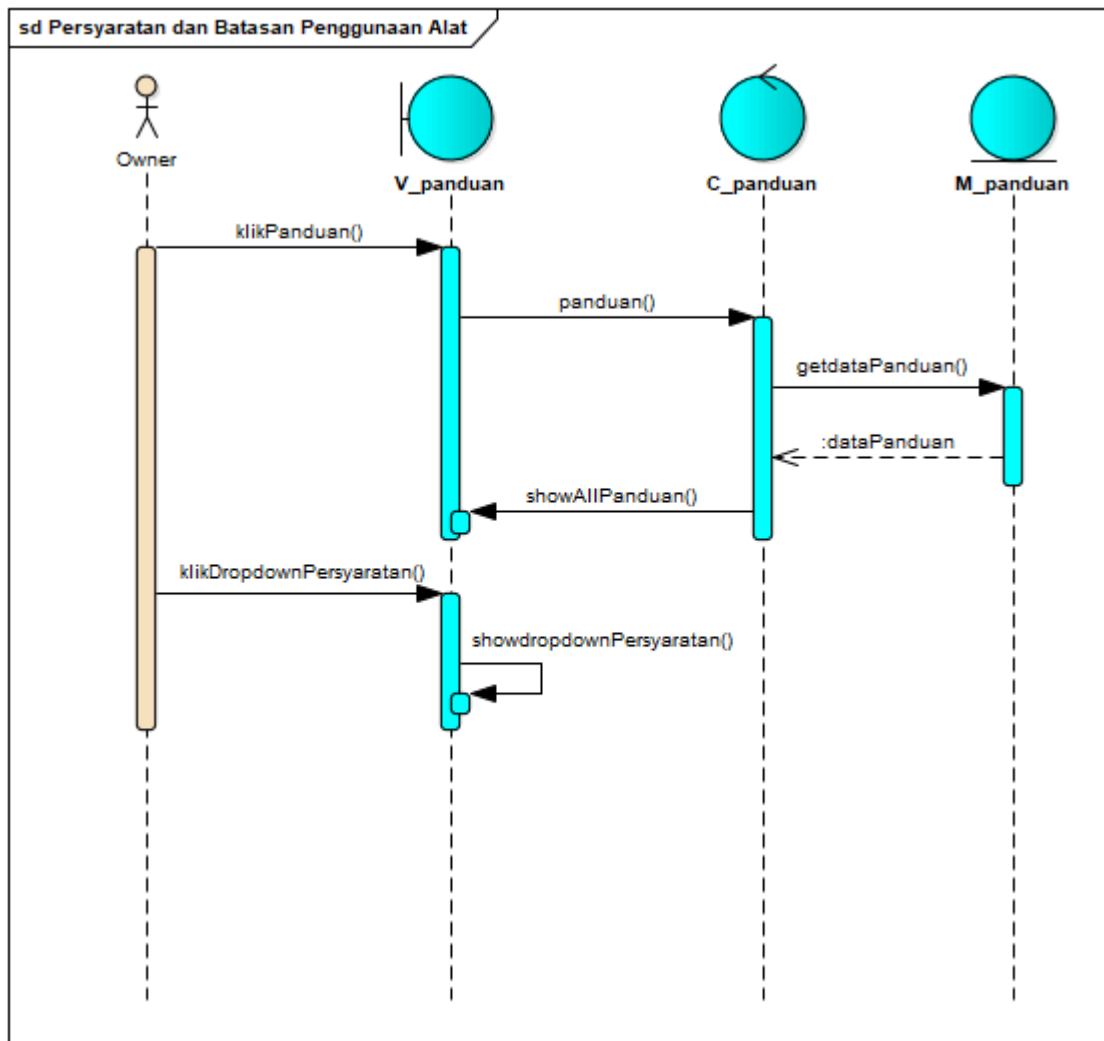 sd Persyaratan dan Batasan Penggunaan Alat
Owner
V_panduan
C_panduan
M_panduan
klikPanduan()
panduan()
getdataPanduan()
:dataPanduan
showAllPanduan()
klikDropdownPersyaratan()
showdropdownPersyaratan()